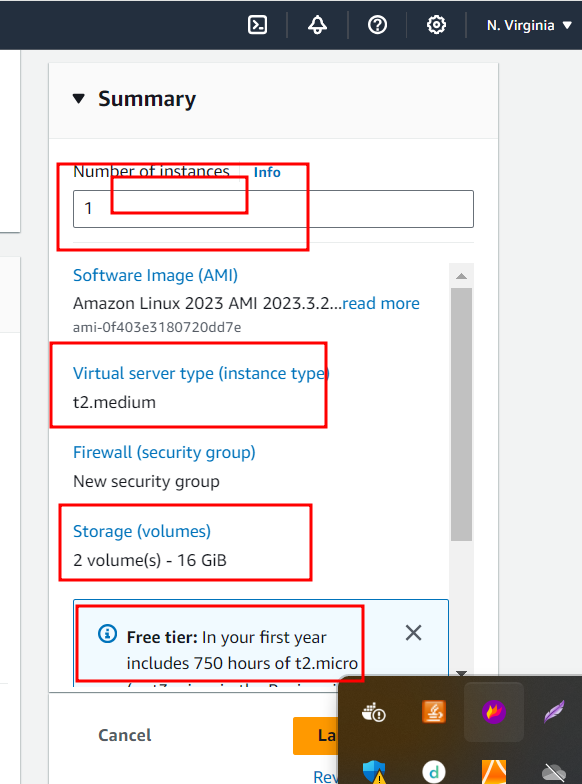 N. Virginia
Summary
Number of instances Info
1
Software Image (AMI)
Amazon Linux 2023 AMI 2023.3.2...read more
ami-0f403e3180720dd7e
Virtual server type (instance type)
t2.medium
Firewall (security group)
New security group
Storage (volumes)
2 volume(s) - 16 GiB
Free tier: In your first year
includes 750 hours of t2.micro
Cancel